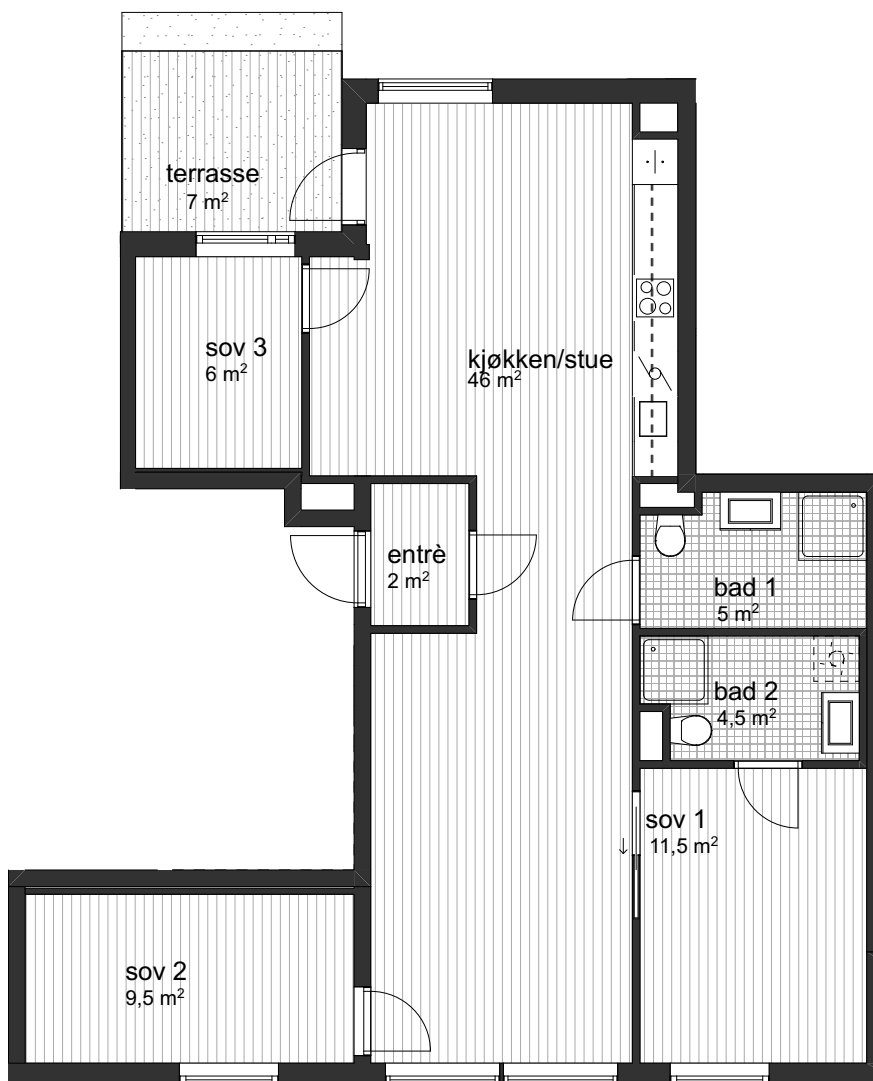 terrasse
7 m²
sov 3
6 m²
kjøkken/stue
46 m²
entrè
2 m²
bad 1
5 m²
bad 2
4,5 m²
sov 1
11,5 m²
sov 2
9,5 m²